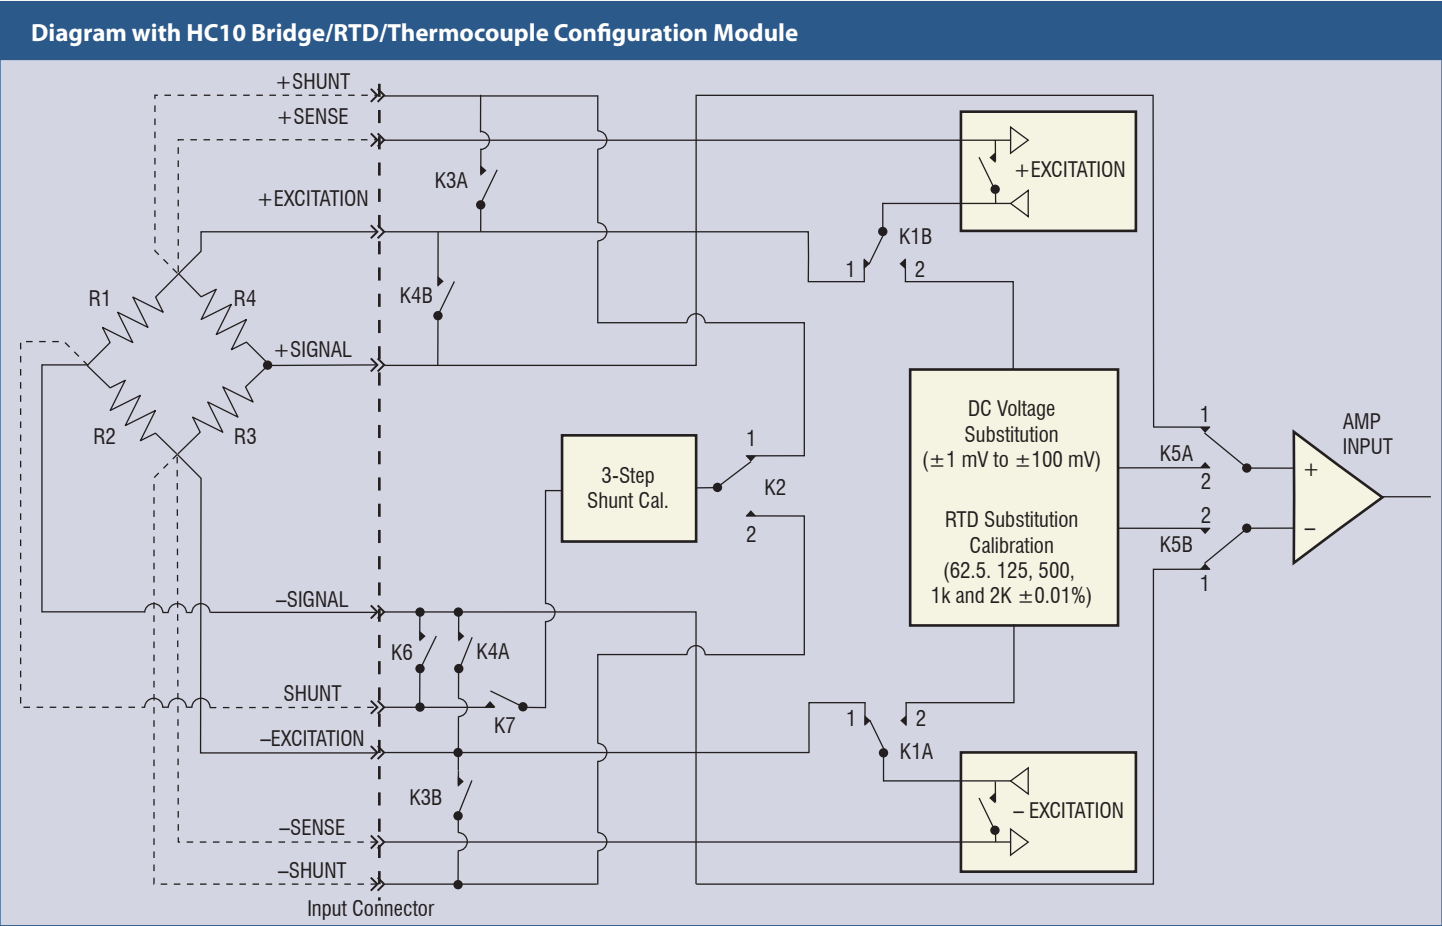 Diagram with HC10 Bridge/RTD/Thermocouple Configuration Module
+SHUNT
+SENSE
+EXCITATION
K3A
K4B
+EXCITATION
K1B
1
2
R1
R4
+SIGNAL
R2
R3
DC Voltage
Substitution
(±1 mV to ±100 mV)
RTD Substitution
Calibration
(62.5. 125, 500,
1k and 2K ±0.01%)
3-Step
Shunt Cal.
1
K2
2
1
K5A
2
2
K5B
1
AMP
INPUT
+
–
–SIGNAL
K6
K4A
SHUNT
K7
–EXCITATION
1
2
K1A
K3B
– EXCITATION
–SENSE
–SHUNT
Input Connector